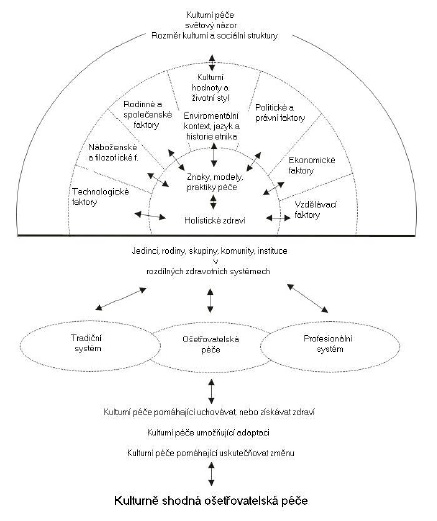 Kulturní péče
světový názor
Rozměr kulturní a sociální struktury
Kulturní
hodnoty a
životní styl
Rodinné a
společenské
faktory
Politické a
právní faktory
Enviromentální
kontext, jazyk a
historie etnika
Náboženské
a filozofické f.
Ekonomické
faktory
Znaky, modely,
praktiky péče
Technologické
faktory
Vzdělávací
faktory
Holistické zdraví
Jedinci, rodiny, skupiny, komunity, instituce
v
rozdílných zdravotních systémech
Tradiční
systém
Ošetřovatelská
péče
Profesionální
systém
Kulturní péče pomáhající uchovávat, nebo získávat zdraví
Kulturní péče umožňující adaptaci
Kulturní péče pomáhající uskutečňovat změnu
Kulturně shodná ošetřovatelská péče